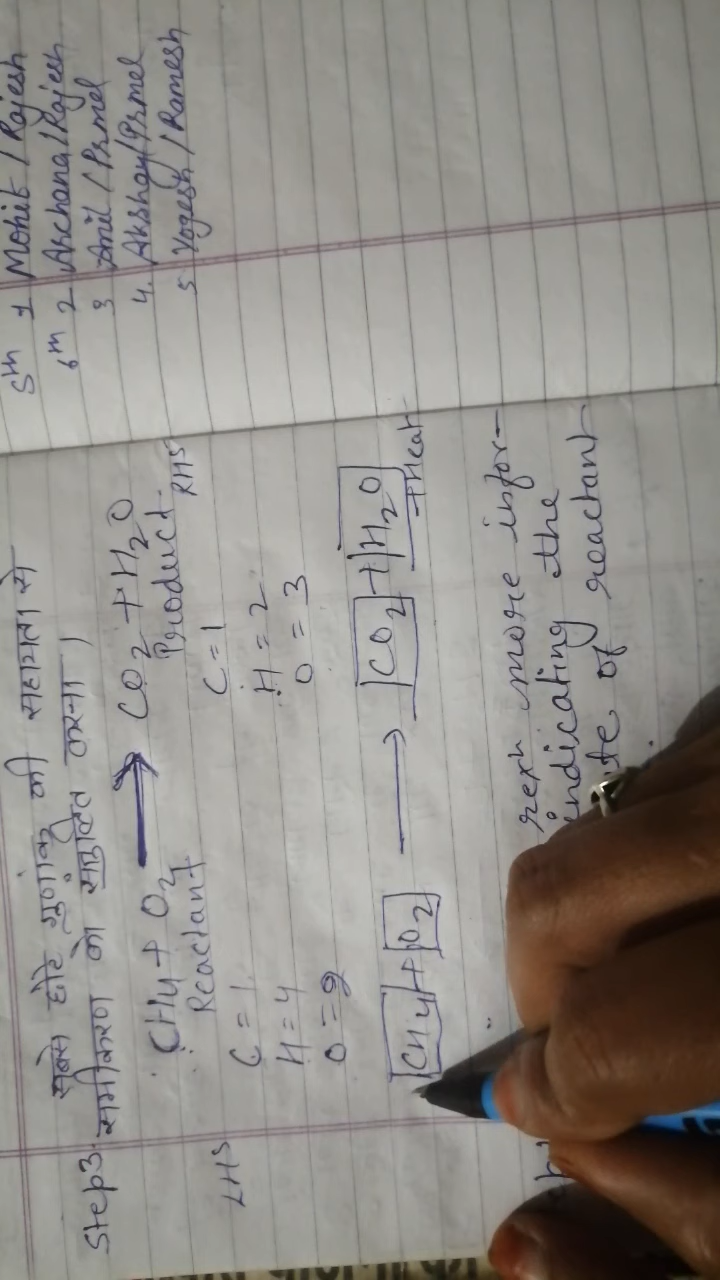 Step3: सबसे छोटे गुणांक की सहायता से
समीकरण को संतुलित करना।
CH4 + O2 → CO2 + H2O
Reactant Product
LHS RHS
C = 1 C = 1
H = 4 H = 2
O = 2 O = 3
CH4 + O2 → CO2 + H2O
+Heat
more infor-
indicating the
of reactant
5th 1 Mohit / Rajesh
6th 2 Archana / Rajesh
3 Anil / Prmel
4. Akshay / Prmel
5 Yogesh / Ramesh